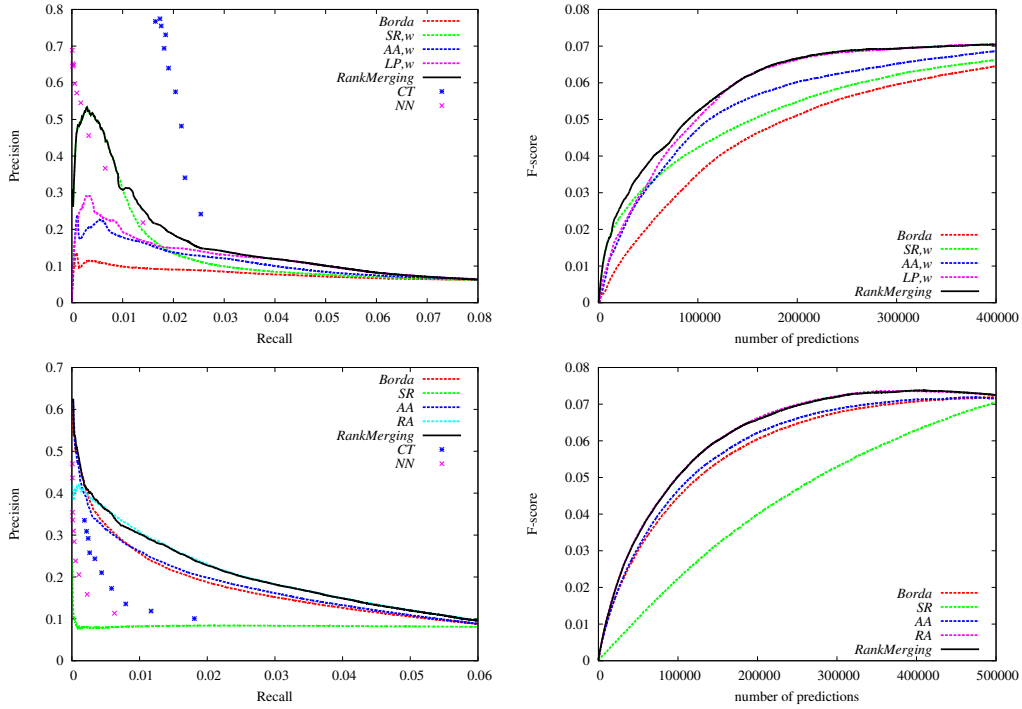 0.8
0.7
0.6
0.5
0.4
0.3
0.2
0.1
0
Precision
0 0.01 0.02 0.03 0.04 0.05 0.06 0.07 0.08
Recall
Borda
SR,w
AA,w
LP,w
RankMerging
CT
NN
0.08
0.07
0.06
0.05
0.04
0.03
0.02
0.01
0
F-score
0 100000 200000 300000 400000
number of predictions
Borda
SR,w
AA,w
LP,w
RankMerging
0.7
0.6
0.5
0.4
0.3
0.2
0.1
0
Precision
0 0.01 0.02 0.03 0.04 0.05 0.06
Recall
Borda
SR
AA
RA
RankMerging
CT
NN
0.08
0.07
0.06
0.05
0.04
0.03
0.02
0.01
0
F-score
0 100000 200000 300000 400000 500000
number of predictions
Borda
SR
AA
RA
RankMerging